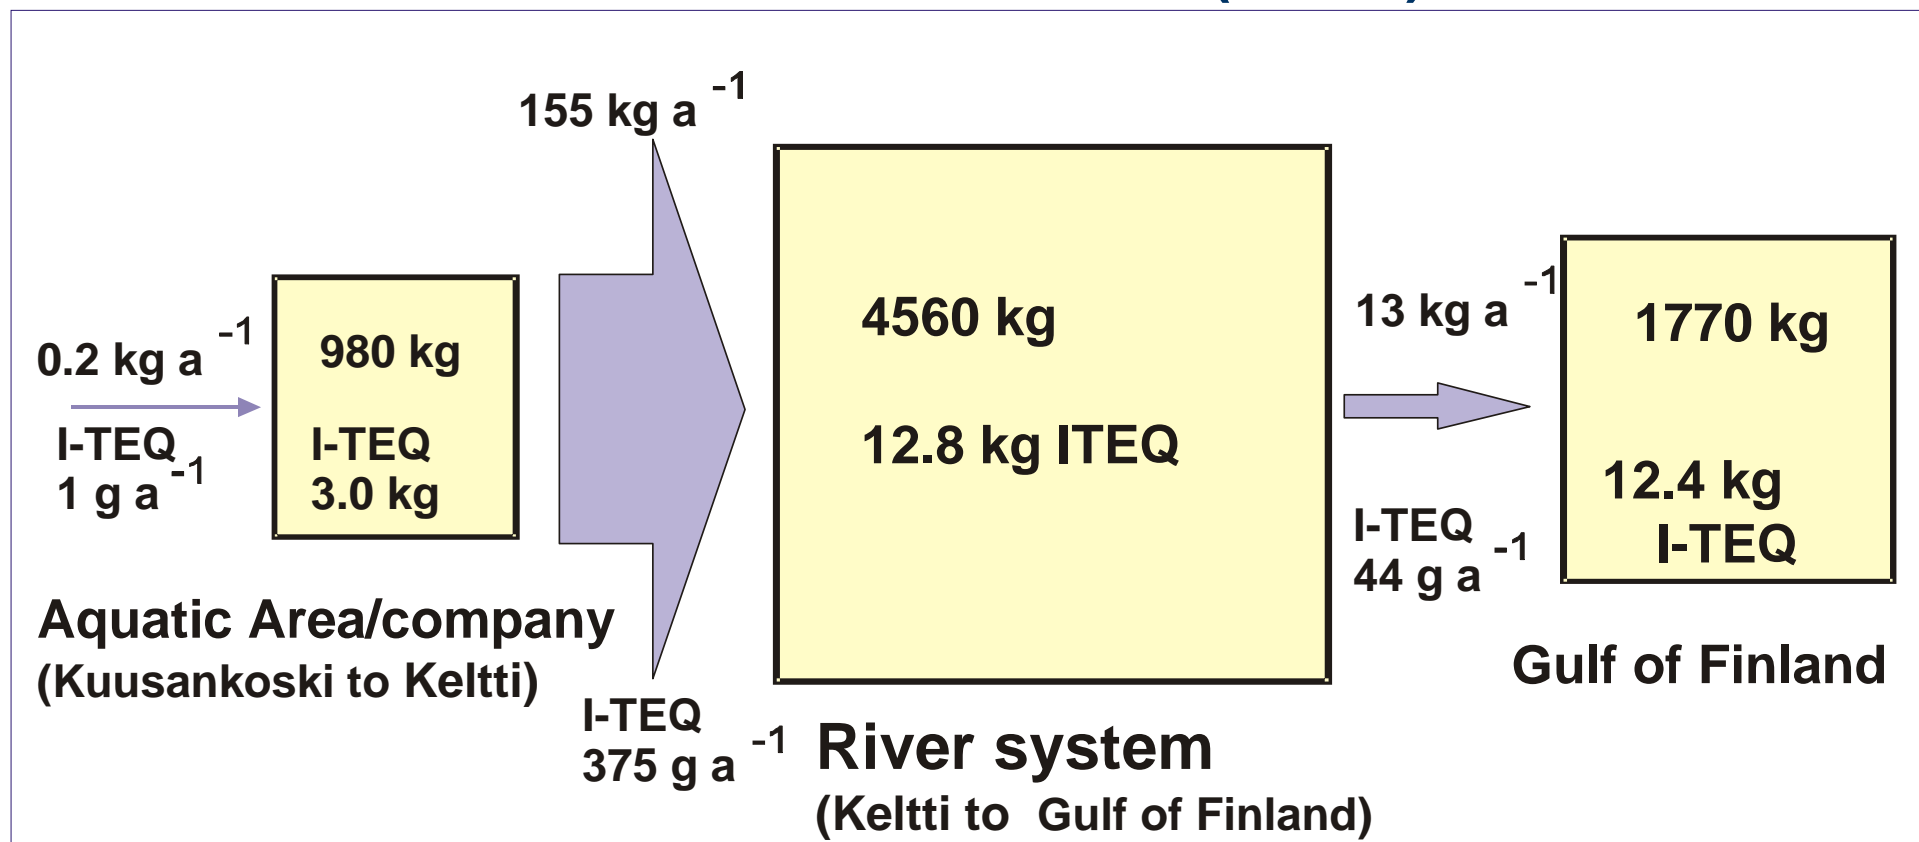 155 kg a -1
0.2 kg a -1
I-TEQ
1 g a -1
980 kg
I-TEQ
3.0 kg
Aquatic Area/company
(Kuusankoski to Keltti)
I-TEQ
375 g a -1
4560 kg
12.8 kg ITEQ
River system
(Keltti to Gulf of Finland)
13 kg a -1
I-TEQ
44 g a -1
1770 kg
12.4 kg
I-TEQ
Gulf of Finland